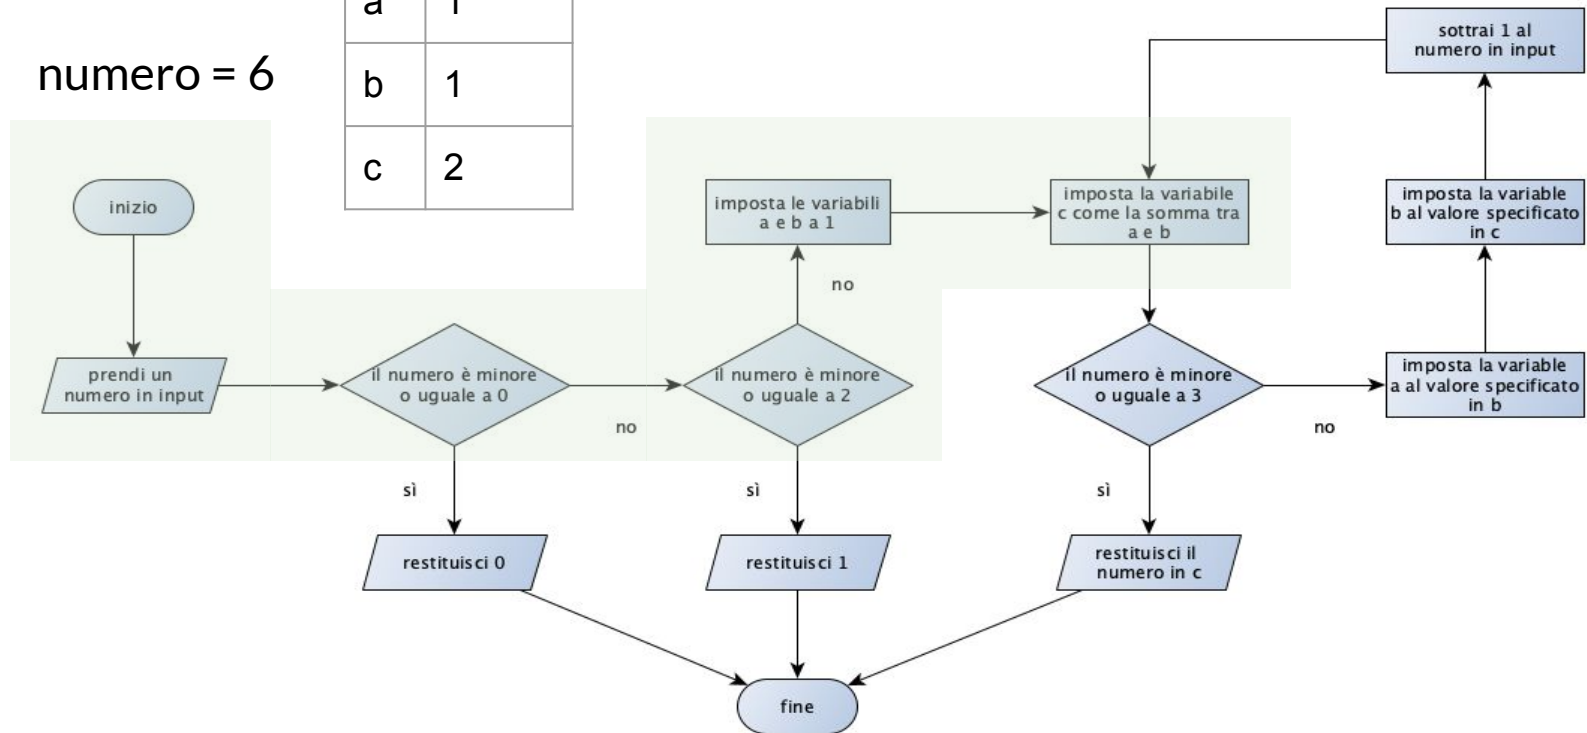 numero = 6
a 1
b 1
c 2
inizio
prendi un
numero in input
il numero è minore
o uguale a 0
no
sì
restituisci 0
il numero è minore
o uguale a 2
no
sì
restituisci 1
imposta le variabili
a e b a 1
imposta la variabile
c come la somma tra
a e b
il numero è minore
o uguale a 3
no
sì
restituisci il
numero in c
imposta la variable
a al valore specificato
in b
imposta la variable
b al valore specificato
in c
sottrai 1 al
numero in input
fine